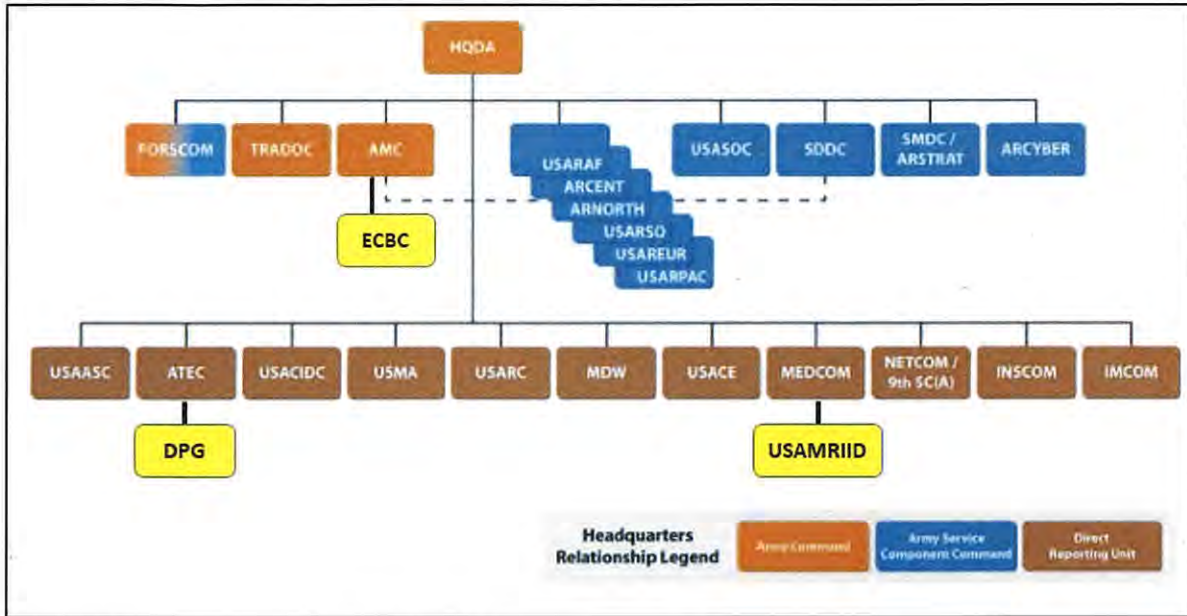 HQDA
FORSCOM
TRADOC
AMC
USASOC
SDDC
SMDC /
ARSTRAT
ARCYBER
USARAF
ARCENT
ARNORTH
USARSO
USAREUR
USARPAC
ECBC
USAASC
ATEC
USACIDC
USMA
USARC
MDW
USACE
MEDCOM
NETCOM /
9th SC(A)
INSCOM
IMCOM
DPG
USAMRIID
Headquarters
Relationship Legend
Army Command
Army Service
Component Command
Direct
Reporting Unit